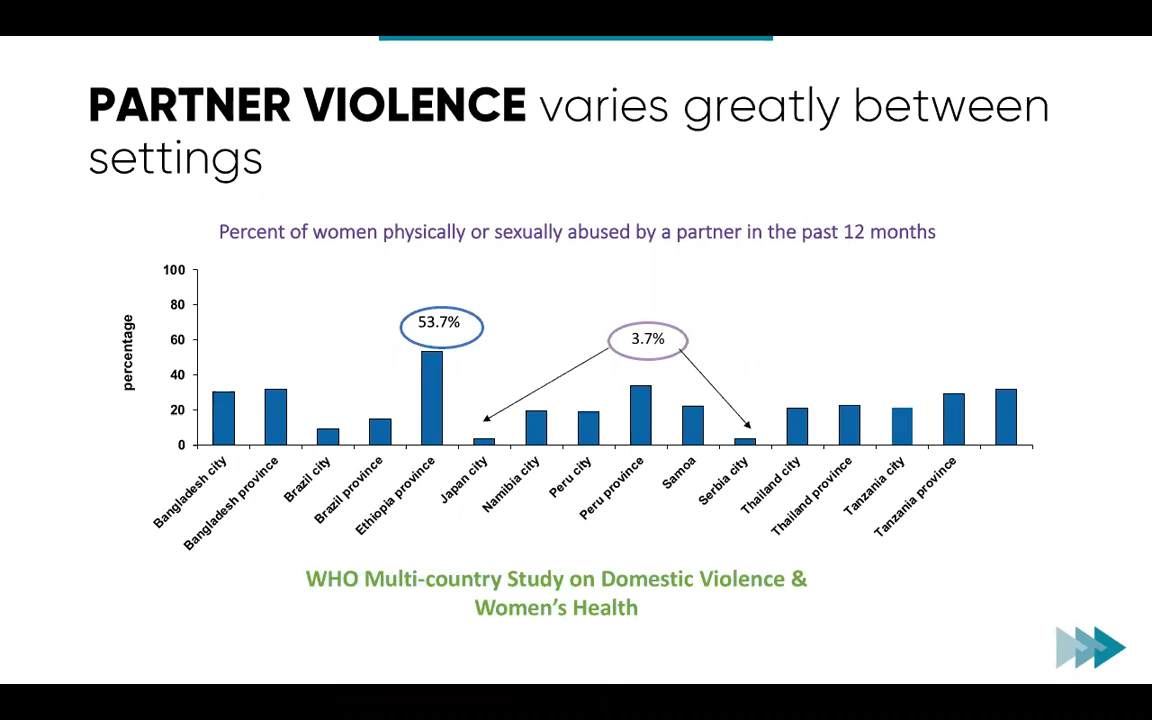 PARTNER VIOLENCE varies greatly between
settings
Percent of women physically or sexually abused by a partner in the past 12 months
percentage
100
80
60
40
20
0
53.7%
3.7%
Bangladesh city
Bangladesh province
Brazil city
Brazil province
Ethiopia province
Japan city
Namibia city
Peru city
Peru province
Samoa
Serbia city
Thailand city
Thailand province
Tanzania city
Tanzania province
WHO Multi-country Study on Domestic Violence &
Women's Health